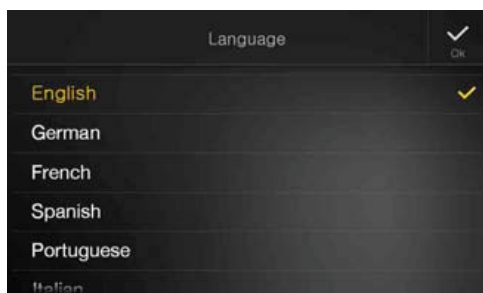 Language
Ok
English
German
French
Spanish
Portuguese
Italian